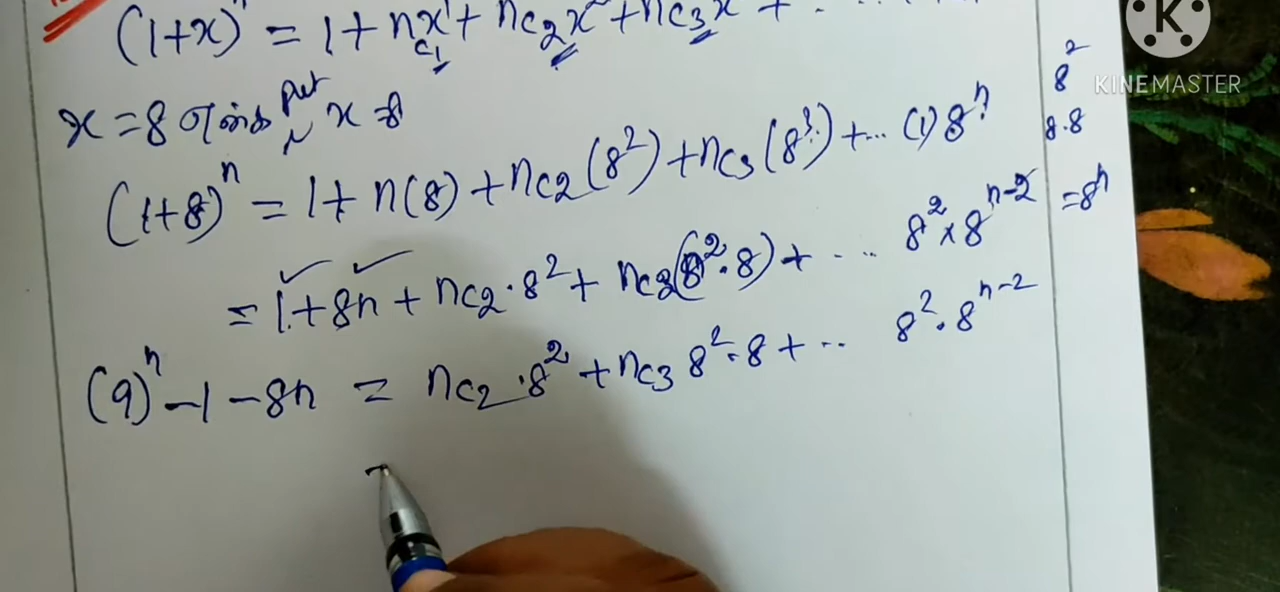 (1+x)ⁿ = 1 + nc₁x¹ + nc₂x² + nc₃x + ....
x = 8 என்க put x = 8
(1+8)ⁿ = 1 + n(8) + nc₂(8²) + nc₃(8³) + ... (1)8ⁿ
= 1 + 8n + nc₂·8² + nc₃(8²·8) + ... 8² × 8ⁿ⁻²
(9)ⁿ - 1 - 8n = nc₂·8² + nc₃ 8²·8 + ... 8²·8ⁿ⁻²
8²
8·8
= 8ⁿ
K
KINEMASTER